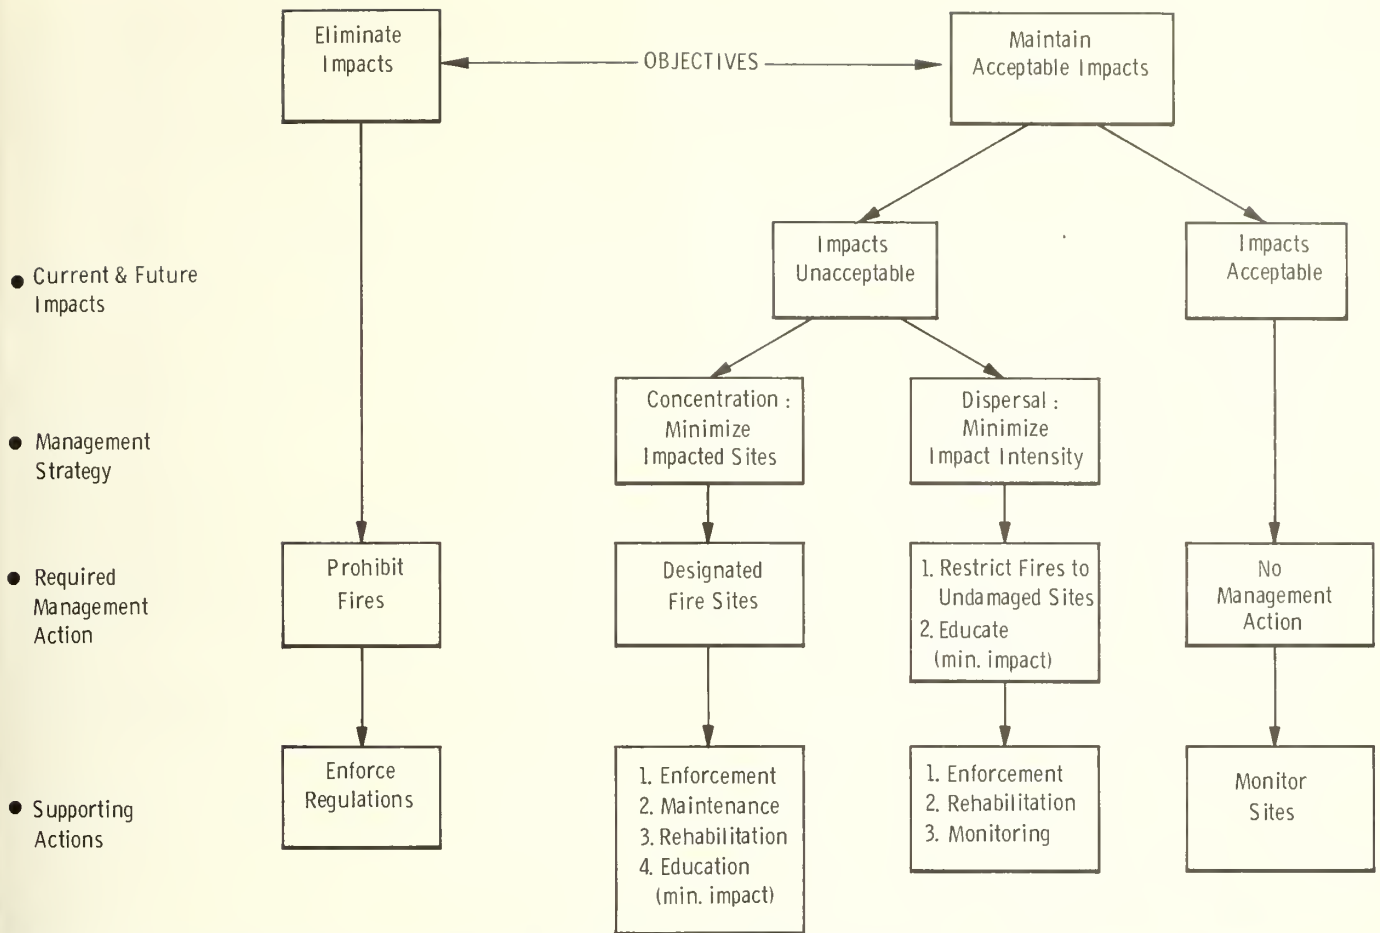 Eliminate
Impacts
OBJECTIVES
Maintain
Acceptable Impacts
● Current & Future
Impacts
Impacts
Unacceptable
Impacts
Acceptable
● Management
Strategy
Concentration :
Minimize
Impacted Sites
Dispersal :
Minimize
Impact Intensity
● Required
Management
Action
Prohibit
Fires
Designated
Fire Sites
1. Restrict Fires to
Undamaged Sites
2. Educate
(min. impact)
No
Management
Action
● Supporting
Actions
Enforce
Regulations
1. Enforcement
2. Maintenance
3. Rehabilitation
4. Education
(min. impact)
1. Enforcement
2. Rehabilitation
3. Monitoring
Monitor
Sites